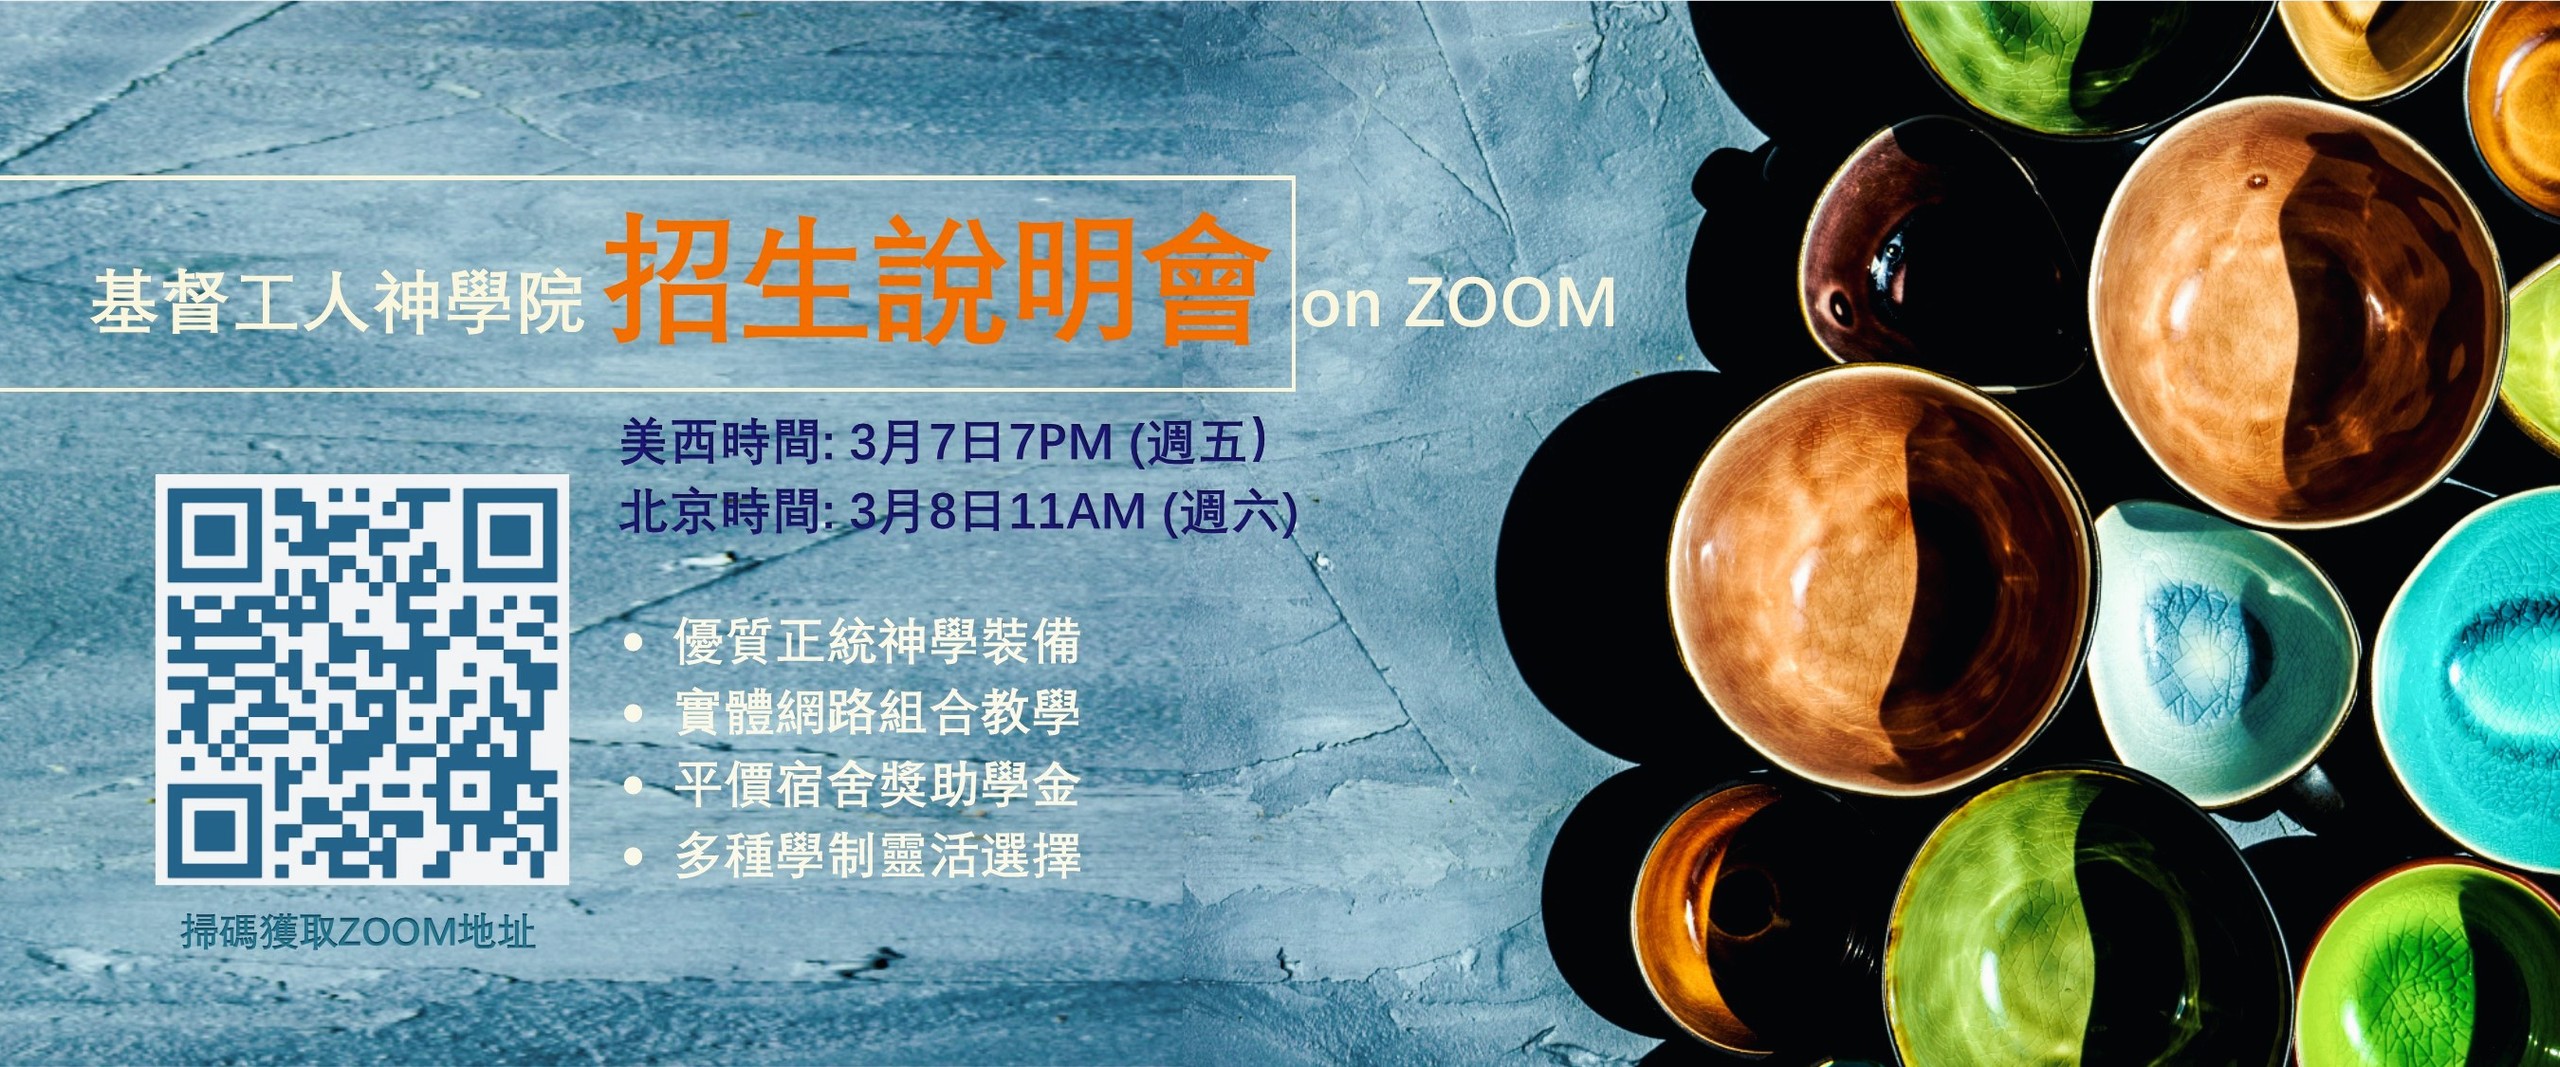 基督工人神學院 招生說明會 on ZOOM
美西時間: 3月7日7PM (週五)
北京時間: 3月8日11AM (週六)
• 優質正統神學裝備
• 實體網路組合教學
• 平價宿舍獎助學金
• 多種學制靈活選擇
掃碼獲取ZOOM地址